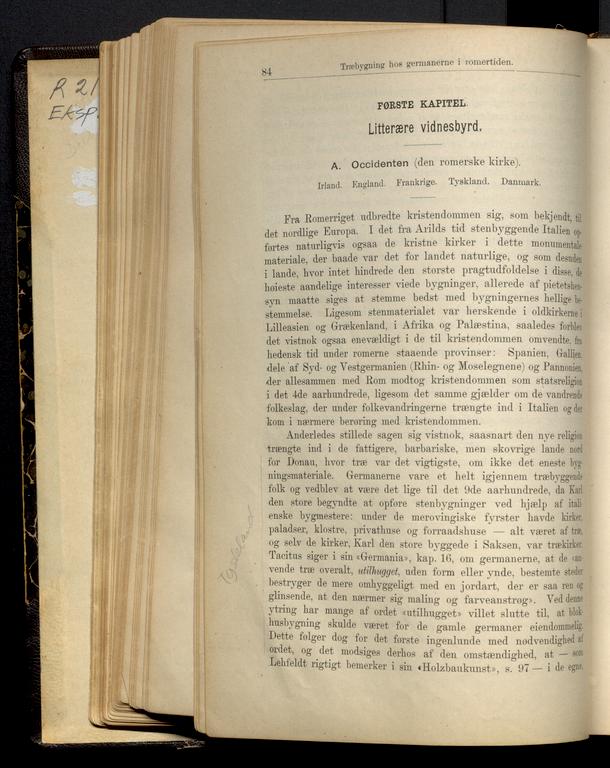 R 21
EKSP.
84
Træbygning hos germanerne i romertiden.
FØRSTE KAPITEL.
Litterære vidnesbyrd.
A. Occidenten (den romerske kirke).
Irland. England. Frankrige. Tyskland. Danmark.
Fra Romerriget udbredte kristendommen sig, som bekjendt, til
det nordlige Europa. I det fra Arilds tid stenbyggende Italien op-
førtes naturligvis ogsaa de kristne kirker i dette monumentale
materiale, der baade var det for landet naturlige, og som desuden
i lande, hvor intet hindrede den største pragtudfoldelse i disse, de
høieste aandelige interesser viede bygninger, allerede af pietetshen-
syn maatte siges at stemme bedst med bygningernes hellige be-
stemmelse. Ligesom stenmaterialet var herskende i oldkirkerne i
Lilleasien og Grækenland, i Afrika og Palæstina, saaledes forblev
det vistnok ogsaa enevældigt i de til kristendommen omvendte, fra
hedensk tid under romerne staaende provinser: Spanien, Gallien,
dele af Syd- og Vestgermanien (Rhin- og Moselegnene) og Pannonien,
der allesammen med Rom modtog kristendommen som statsreligion
i det 4de aarhundrede, ligesom det samme gjælder om de vandrende
folkeslag, der under folkevandringerne trængte ind i Italien og der
kom i nærmere berøring med kristendommen.
Anderledes stillede sagen sig vistnok, saasnart den nye religion
trængte ind i de fattigere, barbariske, men skovrige lande nord
for Donau, hvor træ var det vigtigste, om ikke det eneste byg-
ningsmateriale. Germanerne vare et helt igjennem træbyggende
folk og vedblev at være det lige til det 9de aarhundrede, da Karl
den store begyndte at opføre stenbygninger ved hjælp af itali-
enske bygmestere: under de merovingiske fyrster havde kirker,
paladser, klostre, privathuse og forraadshuse — alt været af træ,
og selv de kirker, Karl den store byggede i Saksen, var trækirker.
Tacitus siger i sin «Germania», kap. 16, om germanerne, at de «an-
vende træ overalt, utilhugget, uden form eller ynde, bestemte steder
bestryger de mere omhyggeligt med en jordart, der er saa ren og
glinsende, at den nærmer sig maling og farveanstrøg». Ved denne
ytring har mange af ordet «utilhugget» villet slutte til, at blok-
husbygning skulde været for de gamle germaner eiendommelig.
Dette følger dog for det første ingenlunde med nødvendighed af
ordet, og det modsiges derhos af den omstændighed, at — som
Lehfeldt rigtigt bemerker i sin «Holzbaukunst», s. 97 — i de egne,